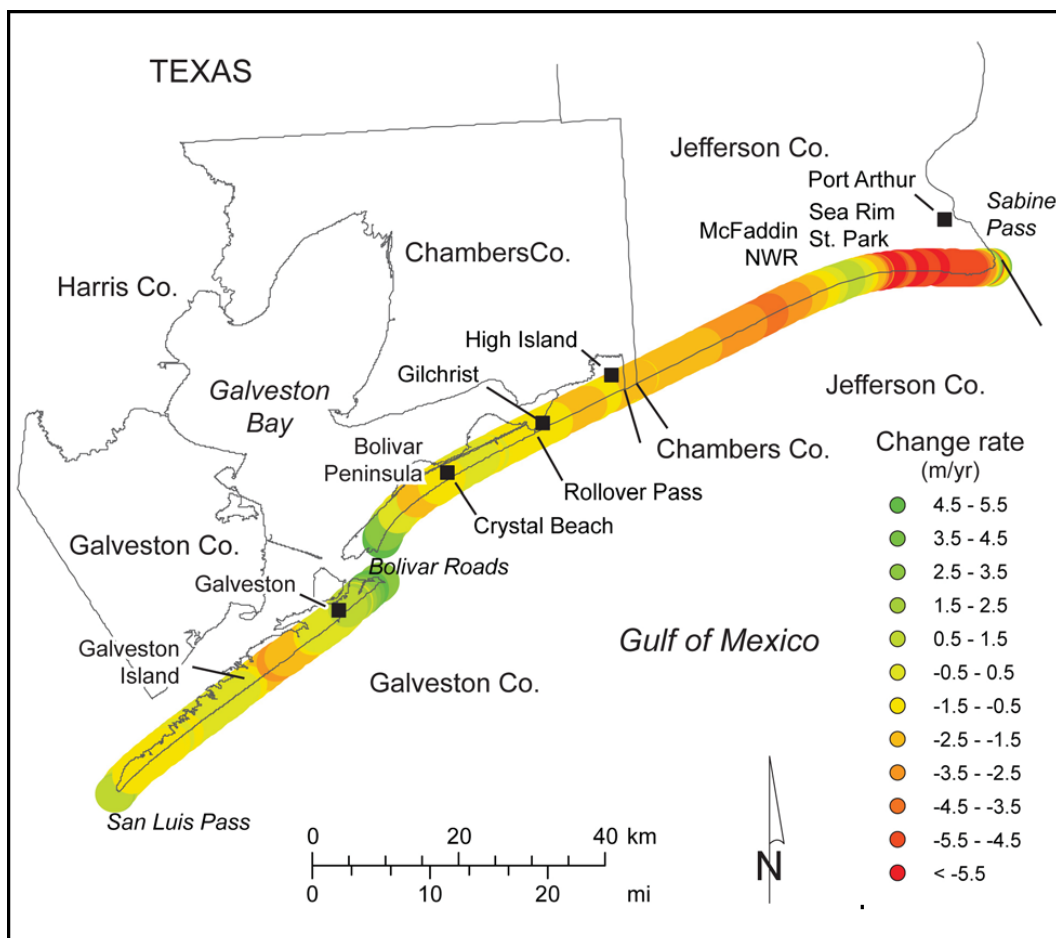 TEXAS
Jefferson Co.
Port Arthur
Sabine
Pass
Sea Rim
St. Park
McFaddin
NWR
ChambersCo.
Harris Co.
High Island
Gilchrist
Galveston
Bay
Jefferson Co.
Bolivar
Peninsula
Chambers Co.
Rollover Pass
Crystal Beach
Galveston Co.
Bolivar Roads
Galveston
Galveston
Island
Gulf of Mexico
Galveston Co.
San Luis Pass
Change rate
(m/yr)
4.5 - 5.5
3.5 - 4.5
2.5 - 3.5
1.5 - 2.5
0.5 - 1.5
-0.5 - 0.5
-1.5 - -0.5
-2.5 - -1.5
-3.5 - -2.5
-4.5 - -3.5
-5.5 - -4.5
< -5.5
0 20 40 km
0 10 20 mi
N